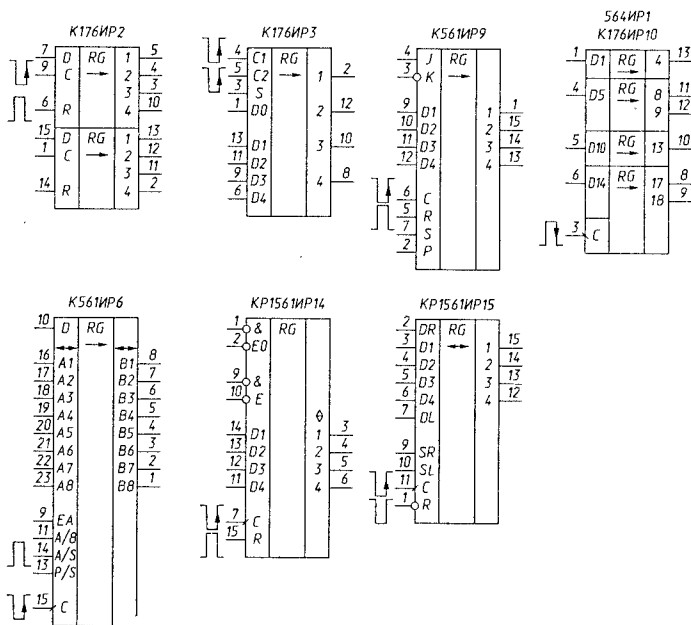 К176ИР2
7 D RG 1 5
9 C 2 4
3 3
6 R 4 10
15 D RG 1 13
1 C 2 12
3 11
14 R 4 2
К176ИР3
4 C1 RG
5 C2 1 2
3 S
1 D0 2 12
13 D1 3 10
11 D2
9 D3 4 8
6 D4
К561ИР9
4 J RG
3 K
9 D1 1 1
10 D2 2 15
11 D3 3 14
12 D4 4 13
6 C
5 R
7 S
2 P
564ИР1
К176ИР10
1 D1 RG 4 13
4 D5 RG 8 11
9 12
5 D10 RG 13 10
6 D14 RG 17 8
18 9
3 C
К561ИР6
10 D RG
16 A1 B1 8
17 A2 B2 7
18 A3 B3 6
19 A4 B4 5
20 A5 B5 4
21 A6 B6 3
22 A7 B7 2
23 A8 B8 1
9 EA
11 A/B
14 A/S
13 P/S
15 C
КР1561ИР14
1 & RG
2 E0
9 &
10 E
14 D1 1 3
13 D2 2 4
12 D3 3 5
11 D4 4 6
7 C
15 R
КР1561ИР15
2 DR RG
3 D1 1 15
4 D2 2 14
5 D3 3 13
6 D4 4 12
7 DL
9 SR
10 SL
11 C
1 R